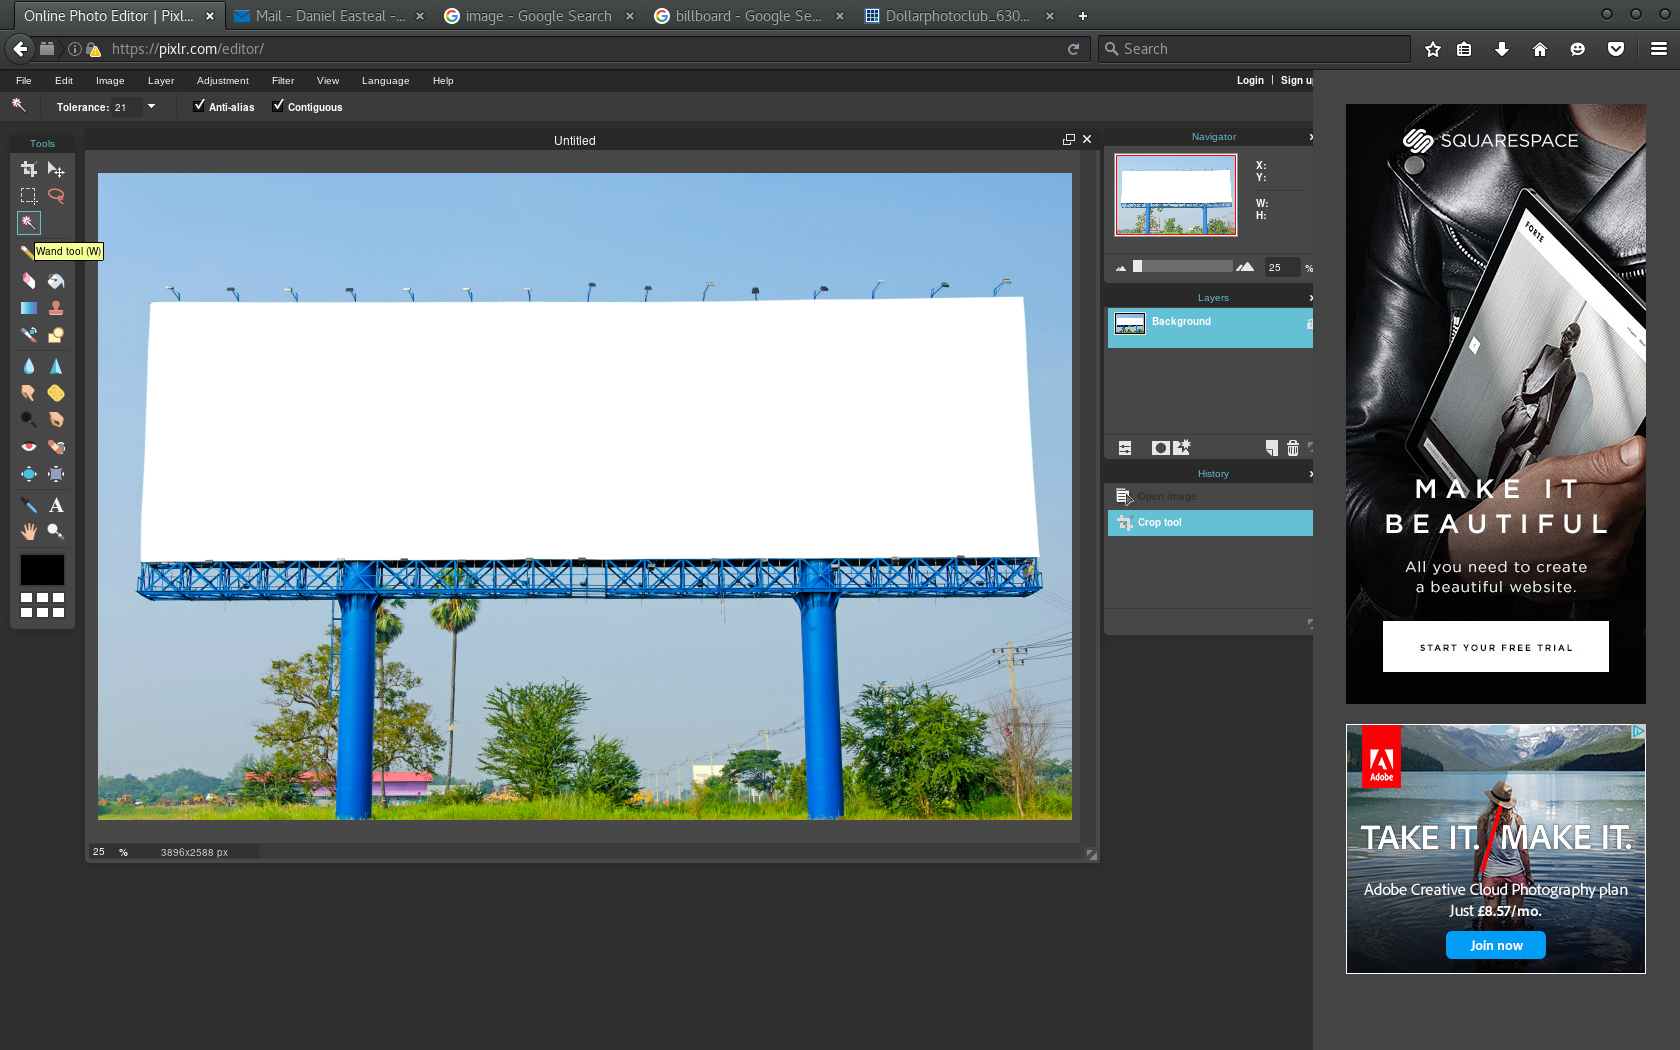 Online Photo Editor | Pixlr...
Mail - Daniel Easteal -...
image - Google Search
billboard - Google Se...
Dollarphotoclub_630...
https://pixlr.com/editor/
Search
File Edit Image Layer Adjustment Filter View Language Help
Login | Sign u
Tolerance: 21 Anti-alias Contiguous
Tools
Wand tool (W)
A
Untitled
25 % 3896x2588 px
Navigator
X:
Y:
W:
H:
25 %
Layers
Background
History
Open image
Crop tool
SQUARESPACE
FORTE
MAKE IT
BEAUTIFUL
All you need to create
a beautiful website.
START YOUR FREE TRIAL
Adobe
TAKE IT. MAKE IT.
Adobe Creative Cloud Photography plan
Just £8.57/mo.
Join now